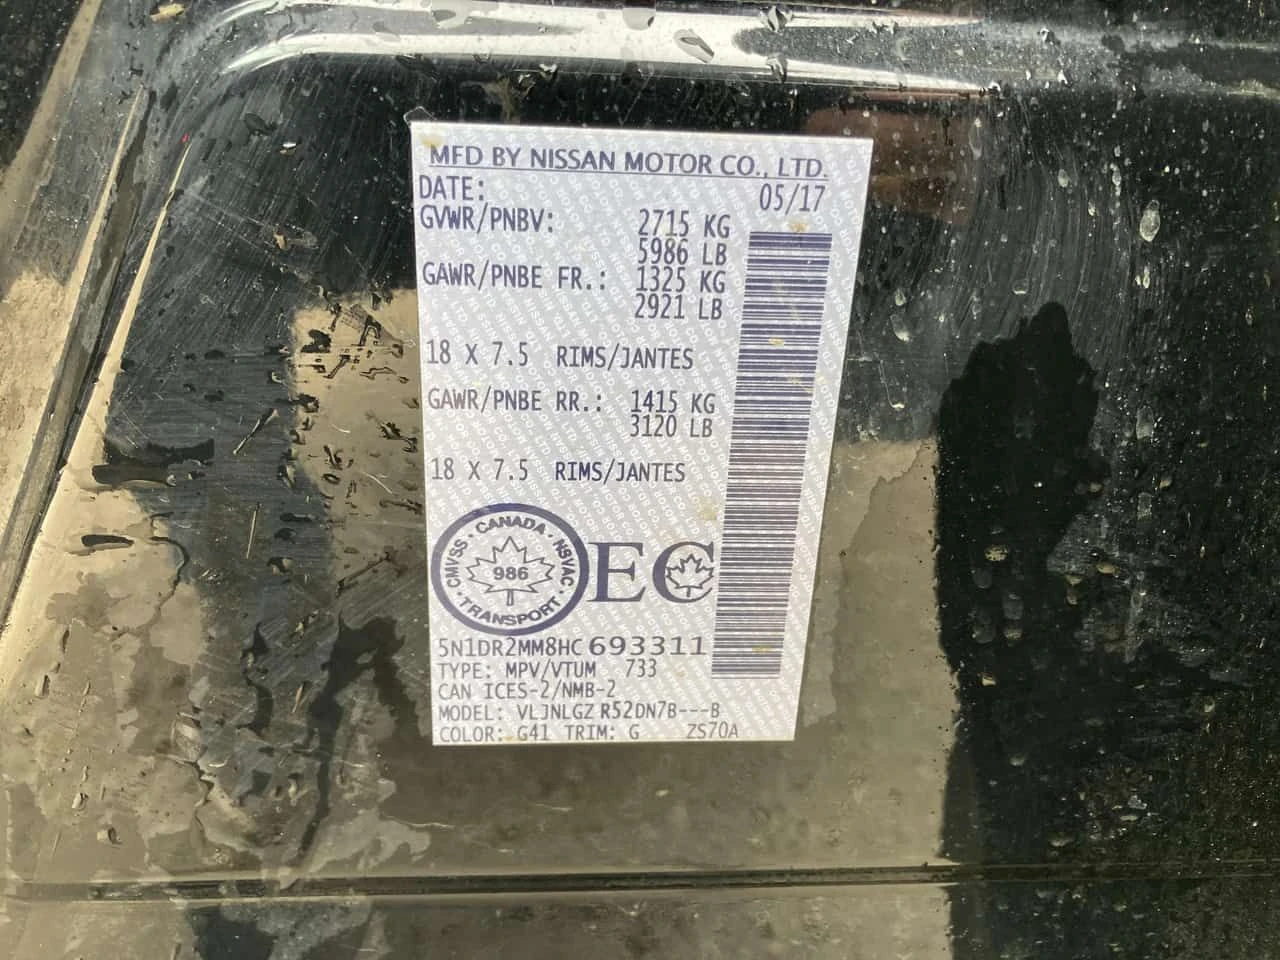 MFD BY NISSAN MOTOR CO., LTD.
DATE: 05/17
GVWR/PNBV: 2715 KG
5986 LB
GAWR/PNBE FR.: 1325 KG
2921 LB
18 X 7.5 RIMS/JANTES
GAWR/PNBE RR.: 1415 KG
3120 LB
18 X 7.5 RIMS/JANTES
CMVSS · CANADA · NSVAC · TRANSPORT ·
986
EC
5N1DR2MM8HC 693311
TYPE: MPV/VTUM 733
CAN ICES-2/NMB-2
MODEL: VLJNLGZ R52DN7B---B
COLOR: G41 TRIM: G ZS70A